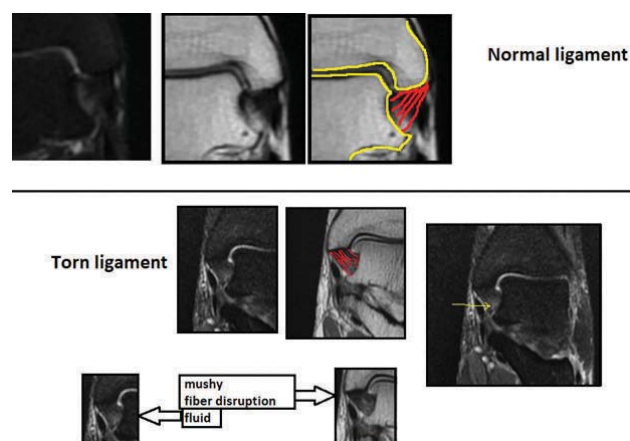 Normal ligament
Torn ligament
mushy
fiber disruption
fluid